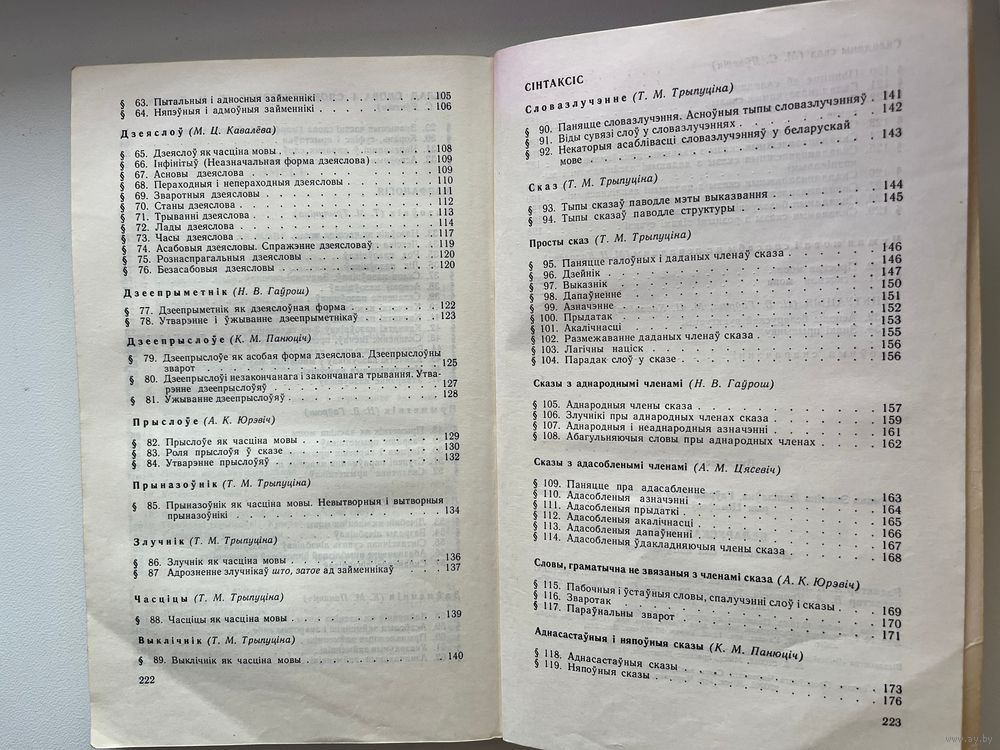 § 63. Пытальныя і адносныя займеннікі . . . . . . . . . 105
§ 64. Няпэўныя і адмоўныя займеннікі . . . . . . . . . 106
Дзеяслоў (М. Ц. Кавалёва)
§ 65. Дзеяслоў як часціна мовы . . . . . . . . . 108
§ 66. Інфінітыў (Неазначальная форма дзеяслова) . . . . . 109
§ 67. Асновы дзеяслова . . . . . . . . . 109
§ 68. Пераходныя і непераходныя дзеясловы . . . . . . 110
§ 69. Зваротныя дзеясловы . . . . . . . . . 111
§ 70. Станы дзеяслова . . . . . . . . . 112
§ 71. Трыванні дзеяслова . . . . . . . . . 113
§ 72. Лады дзеяслова . . . . . . . . . 114
§ 73. Часы дзеяслова . . . . . . . . . 117
§ 74. Асабовыя дзеясловы. Спражэнне дзеясловаў . . . . . 119
§ 75. Рознаспрагальныя дзеясловы . . . . . . . . . 120
§ 76. Безасабовыя дзеясловы . . . . . . . . . 120
Дзеепрыметнік (Н. В. Гаўрош)
§ 77. Дзеепрыметнік як дзеяслоўная форма . . . . . . 122
§ 78. Утварэнне і ўжыванне дзеепрыметнікаў . . . . . . 123
Дзеепрыслоўе (К. М. Панюціч)
§ 79. Дзеепрыслоўе як асобая форма дзеяслова. Дзеепрыслоўны
зварот . . . . . . . . . 125
§ 80. Дзеепрыслоўі незакончанага і закончанага трывання. Утва-
рэнне дзеепрыслоўяў . . . . . . . . . 127
§ 81. Ужыванне дзеепрыслоўяў . . . . . . . . . 128
Прыслоўе (А. К. Юрэвіч)
§ 82. Прыслоўе як часціна мовы . . . . . . . . . 129
§ 83. Роля прыслоўя ў сказе . . . . . . . . . 130
§ 84. Утварэнне прыслоўяў . . . . . . . . . 132
Прыназоўнік (Т. М. Трыпуціна)
§ 85. Прыназоўнік як часціна мовы. Невытворныя і вытворныя
прыназоўнікі . . . . . . . . . 134
Злучнік (Т. М. Трыпуціна)
§ 86. Злучнік як часціна мовы . . . . . . . . . 136
§ 87 Адрозненне злучнікаў што, затое ад займеннікаў . . . . 137
Часціцы (Т. М. Трыпуціна)
§ 88. Часціцы як часціна мовы . . . . . . . . . 139
Выклічнік (Т. М. Трыпуціна)
§ 89. Выклічнік як часціна мовы . . . . . . . . . 140
222
СІНТАКСІС
Словазлучэнне (Т. М. Трыпуціна)
§ 90. Паняцце словазлучэння. Асноўныя тыпы словазлучэнняў . 141
§ 91. Віды сувязі слоў у словазлучэннях . . . . . . . 142
§ 92. Некаторыя асаблівасці словазлучэнняў у беларускай
мове . . . . . . . . . 143
Сказ (Т. М. Трыпуціна)
§ 93. Тыпы сказаў паводле мэты выказвання . . . . . . 144
§ 94. Тыпы сказаў паводле структуры . . . . . . . 145
Просты сказ (Т. М. Трыпуціна)
§ 95. Паняцце галоўных і даданых членаў сказа . . . . . 146
§ 96. Дзейнік . . . . . . . . . 146
§ 97. Выказнік . . . . . . . . . 147
§ 98. Дапаўненне . . . . . . . . . 150
§ 99. Азначэнне . . . . . . . . . 151
§ 100. Прыдатак . . . . . . . . . 152
§ 101. Акалічнасці . . . . . . . . . 153
§ 102. Размежаванне даданых членаў сказа . . . . . . 155
§ 103. Лагічны націск . . . . . . . . . 156
§ 104. Парадак слоў у сказе . . . . . . . . . 156
Сказы з аднароднымі членамі (Н. В. Гаўрош)
§ 105. Аднародныя члены сказа . . . . . . . . . 157
§ 106. Злучнікі пры аднародных членах сказа . . . . . . 159
§ 107. Аднародныя і неаднародныя азначэнні . . . . . . 161
§ 108. Абагульняючыя словы пры аднародных членах . . . . 162
Сказы з адасобленымі членамі (А. М. Цясевіч)
§ 109. Паняцце пра адасабленне . . . . . . . . . 163
§ 110. Адасобленыя азначэнні . . . . . . . . . 164
§ 111. Адасобленыя прыдаткі . . . . . . . . . 165
§ 112. Адасобленыя акалічнасці . . . . . . . . . 166
§ 113. Адасобленыя дапаўненні . . . . . . . . . 167
§ 114. Адасобленыя ўдакладняючыя члены сказа . . . . . 168
Словы, граматычна не звязаныя з членамі сказа (А. К. Юрэвіч)
§ 115. Пабочныя і ўстаўныя словы, спалучэнні слоў і сказы . . . 169
§ 116. Зваротак . . . . . . . . . 170
§ 117. Параўнальны зварот . . . . . . . . . 171
Аднасастаўныя і няпоўныя сказы (К. М. Панюціч)
§ 118. Аднасастаўныя сказы . . . . . . . . . 173
§ 119. Няпоўныя сказы . . . . . . . . . 176
223
www.ay.by